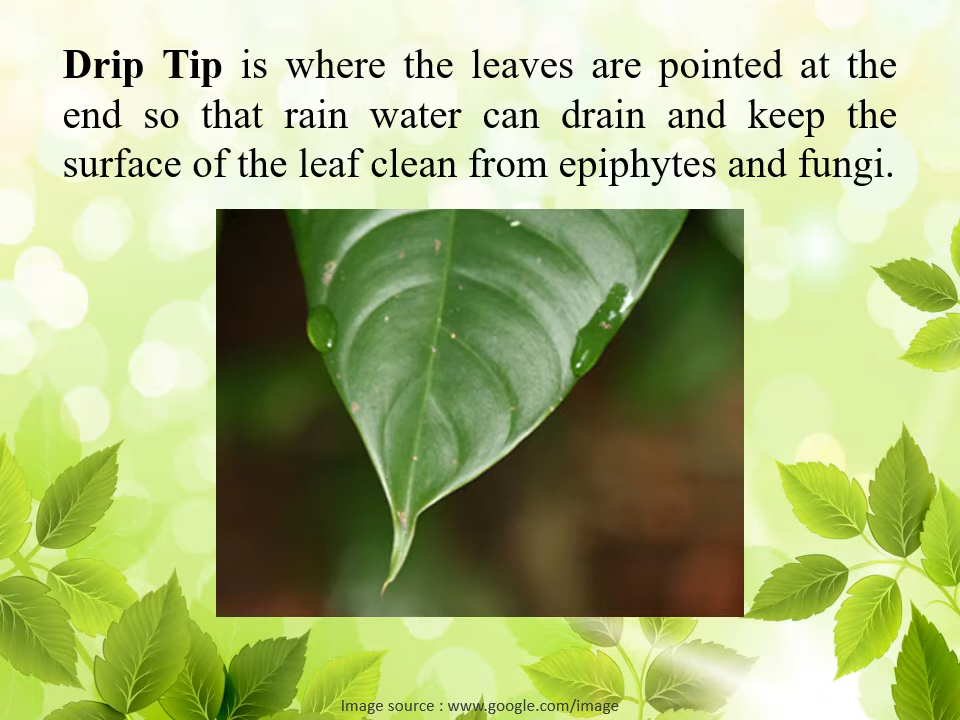 Drip Tip is where the leaves are pointed at the
end so that rain water can drain and keep the
surface of the leaf clean from epiphytes and fungi.
Image source : www.google.com/image